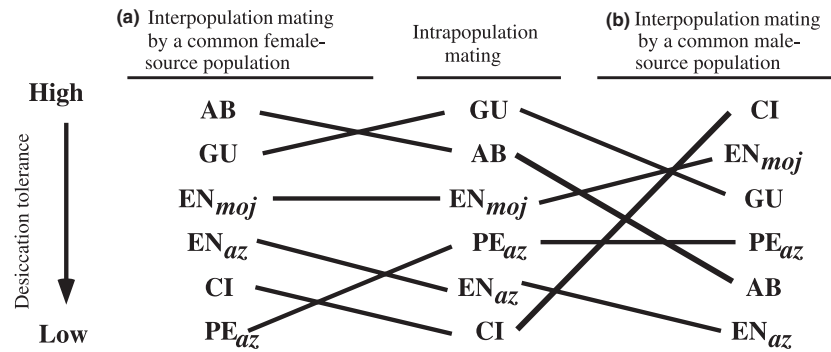 (a) Interpopulation mating
by a common female-
source population
Intrapopulation
mating
(b) Interpopulation mating
by a common male-
source population
High
Desiccation tolerance
Low
AB
GU
ENmoj
ENaz
CI
PEaz
GU
AB
ENmoj
PEaz
ENaz
CI
CI
ENmoj
GU
PEaz
AB
ENaz